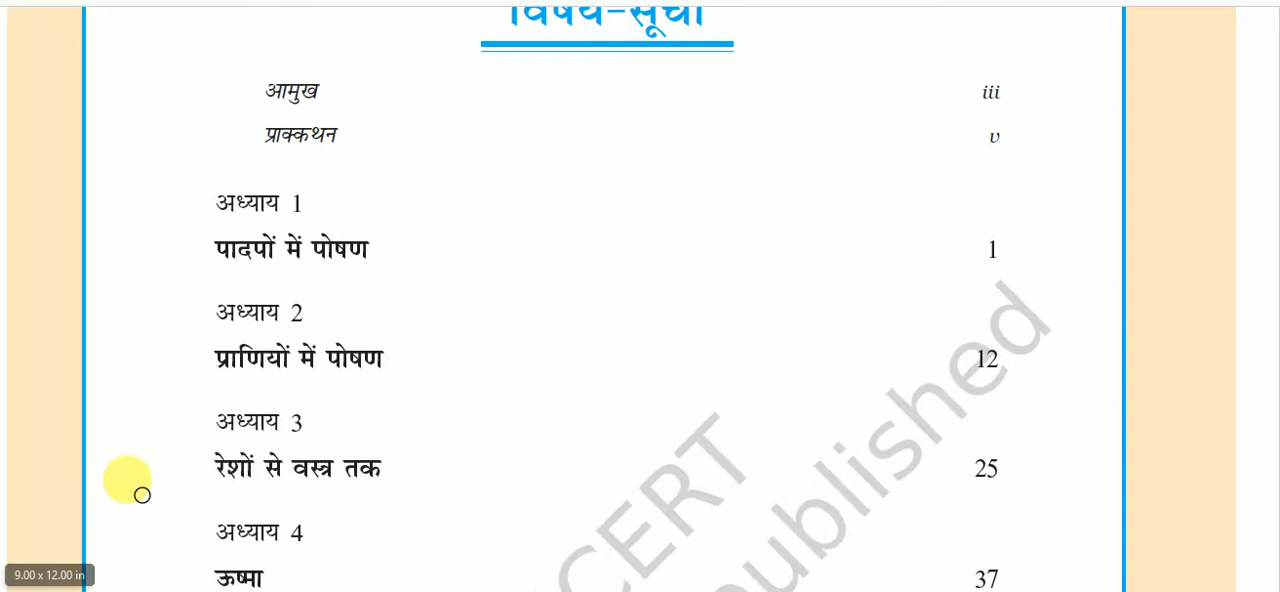 विषय-सूची
आमुख iii
प्राक्कथन v
अध्याय 1
पादपों में पोषण 1
अध्याय 2
प्राणियों में पोषण 12
अध्याय 3
रेशों से वस्त्र तक 25
अध्याय 4
ऊष्मा 37
CERT
published
9.00 x 12.00 in